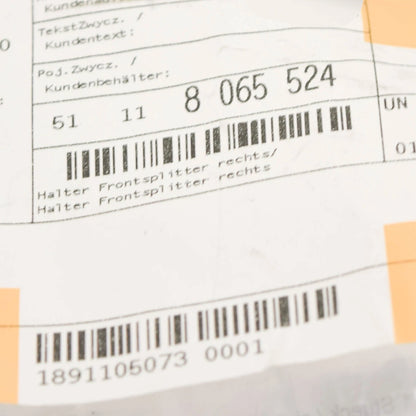 TekstZwycz. /
Kundentext:
Poj.Zwycz. /
Kundenbehälter:
51 11 8 065 524
UN
01
Halter Frontsplitter rechts/
Halter Frontsplitter rechts
1891105073 0001